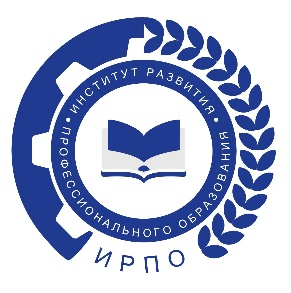 • ИНСТИТУТ РАЗВИТИЯ •
ПРОФЕССИОНАЛЬНОГО ОБРАЗОВАНИЯ
ИРПО